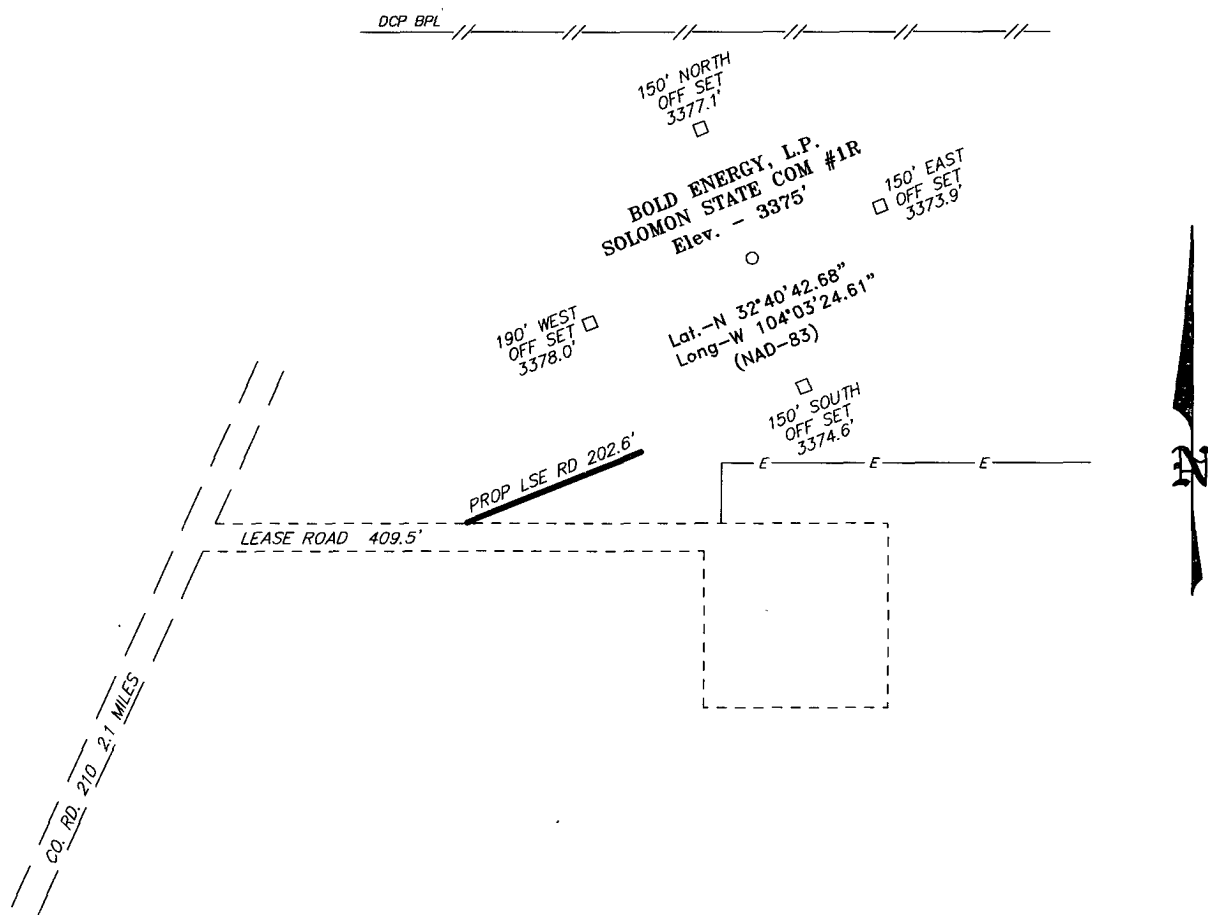 DCP BPL
150' NORTH
OFF SET
3377.1'
BOLD ENERGY, L.P.
SOLOMON STATE COM #1R
Elev. - 3375'
150' EAST
OFF SET
3373.9'
190' WEST
OFF SET
3378.0'
Lat.-N 32°40'42.68"
Long-W 104°03'24.61"
(NAD-83)
150' SOUTH
OFF SET
3374.6'
E E E
PROP LSE RD 202.6'
LEASE ROAD 409.5'
CO. RD. 210 2.1 MILES
N